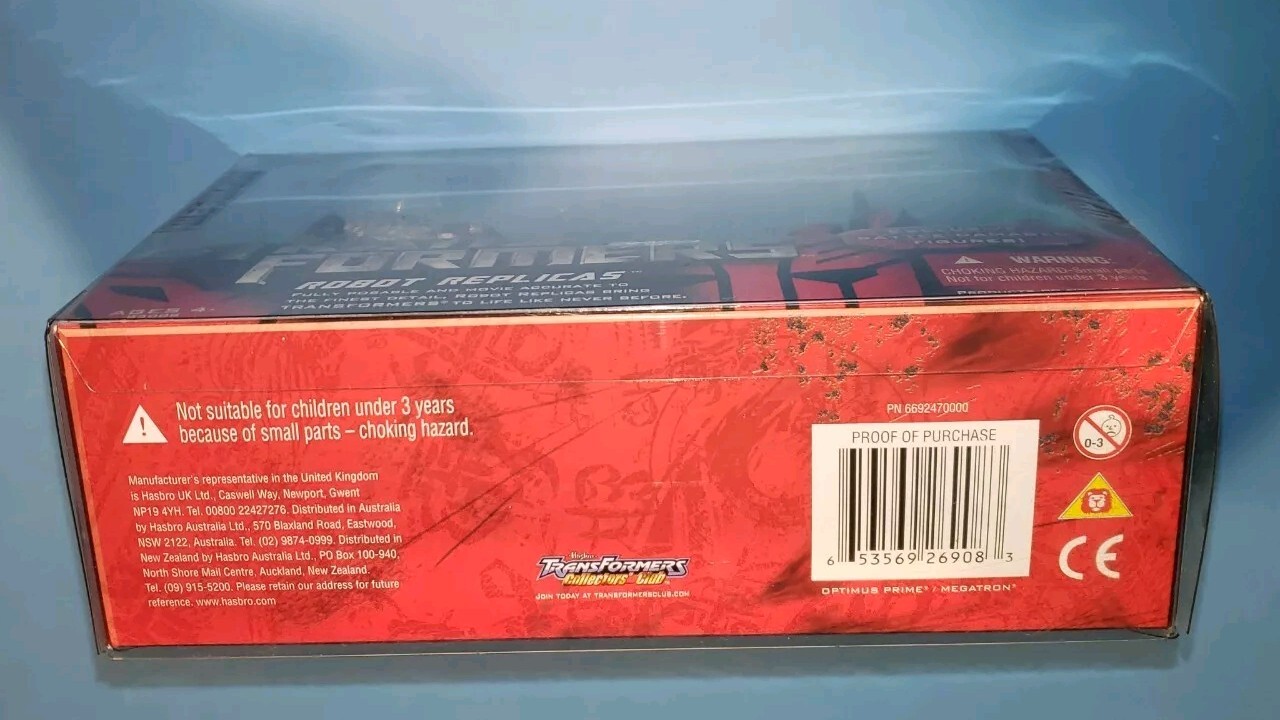 FORMERS
ROBOT REPLICAS™
FULLY POSEABLE AND MOVIE ACCURATE TO
THE FINEST DETAIL, ROBOT REPLICAS BRING
TRANSFORMERS® TO LIFE LIKE NEVER BEFORE.
AGES 4+
FIGURES!
WARNING:
CHOKING HAZARD-Small parts
Not for children under 3 years.
Not suitable for children under 3 years
because of small parts – choking hazard.
Manufacturer's representative in the United Kingdom
is Hasbro UK Ltd., Caswell Way, Newport, Gwent
NP19 4YH. Tel. 00800 22427276. Distributed in Australia
by Hasbro Australia Ltd., 570 Blaxland Road, Eastwood,
NSW 2122, Australia. Tel. (02) 9874-0999. Distributed in
New Zealand by Hasbro Australia Ltd., PO Box 100-940,
North Shore Mail Centre, Auckland, New Zealand.
Tel. (09) 915-5200. Please retain our address for future
reference. www.hasbro.com
Hasbro
TRANSFORMERS
Collectors' Club
JOIN TODAY AT TRANSFORMERSCLUB.COM
PN 6692470000
PROOF OF PURCHASE
6 53569 26908 3
OPTIMUS PRIME® / MEGATRON®
0-3
CE